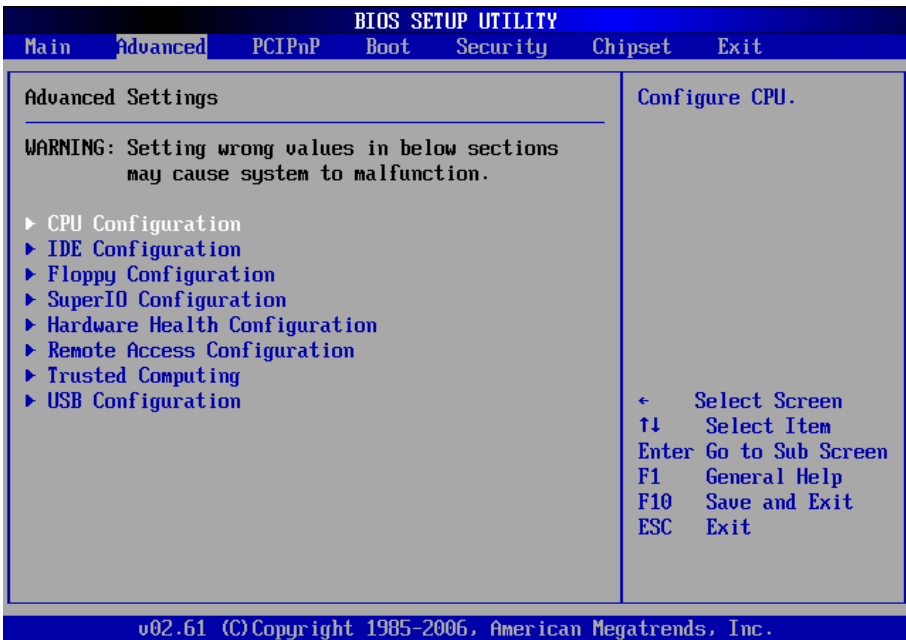 BIOS SETUP UTILITY
Main Advanced PCIPnP Boot Security Chipset Exit
Advanced Settings
WARNING: Setting wrong values in below sections
may cause system to malfunction.
▶ CPU Configuration
▶ IDE Configuration
▶ Floppy Configuration
▶ SuperIO Configuration
▶ Hardware Health Configuration
▶ Remote Access Configuration
▶ Trusted Computing
▶ USB Configuration
Configure CPU.
← Select Screen
↑↓ Select Item
Enter Go to Sub Screen
F1 General Help
F10 Save and Exit
ESC Exit
v02.61 (C)Copyright 1985-2006, American Megatrends, Inc.